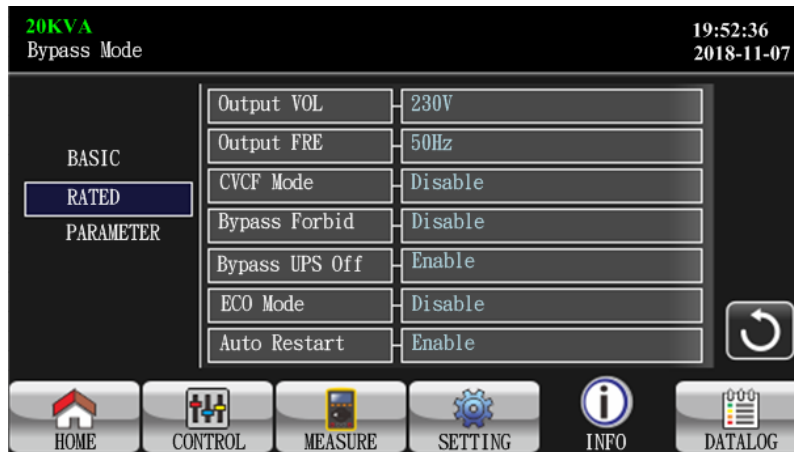 20KVA
Bypass Mode
19:52:36
2018-11-07
BASIC
RATED
PARAMETER
Output VOL 230V
Output FRE 50Hz
CVCF Mode Disable
Bypass Forbid Disable
Bypass UPS Off Enable
ECO Mode Disable
Auto Restart Enable
HOME CONTROL MEASURE SETTING INFO DATALOG